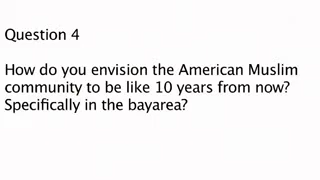 Question 4
How do you envision the American Muslim
community to be like 10 years from now?
Specifically in the bayarea?